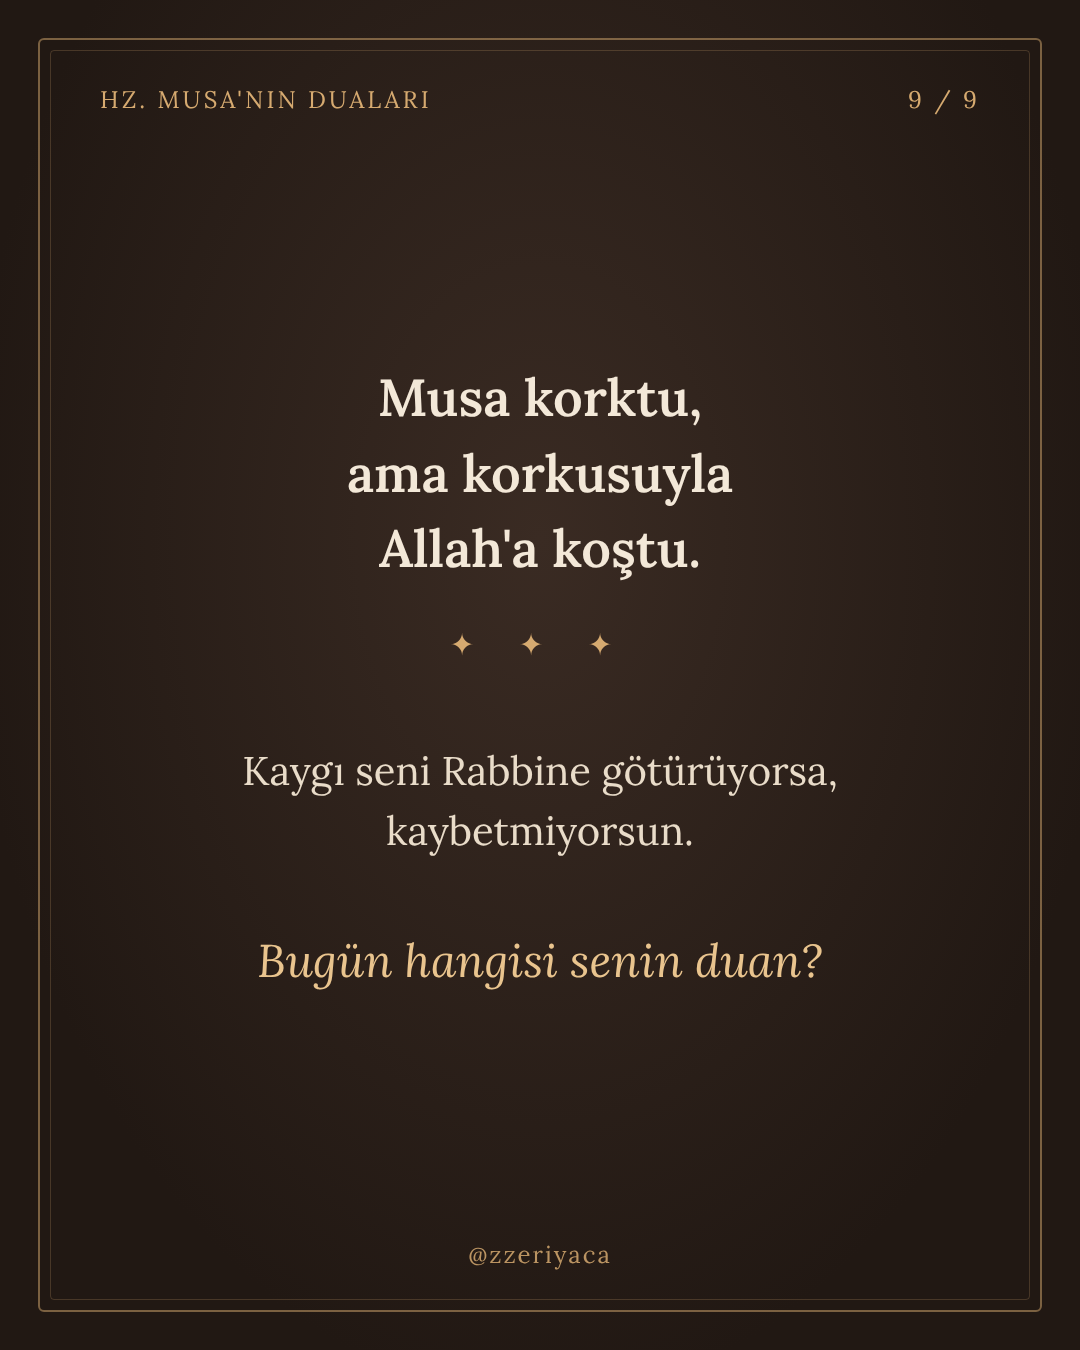 HZ. MUSA'NIN DUALARI
9 / 9
Musa korktu,
ama korkusuyla
Allah'a koştu.
✦ ✦ ✦
Kaygı seni Rabbine götürüyorsa,
kaybetmiyorsun.
Bugün hangisi senin duan?
@zzeriyaca